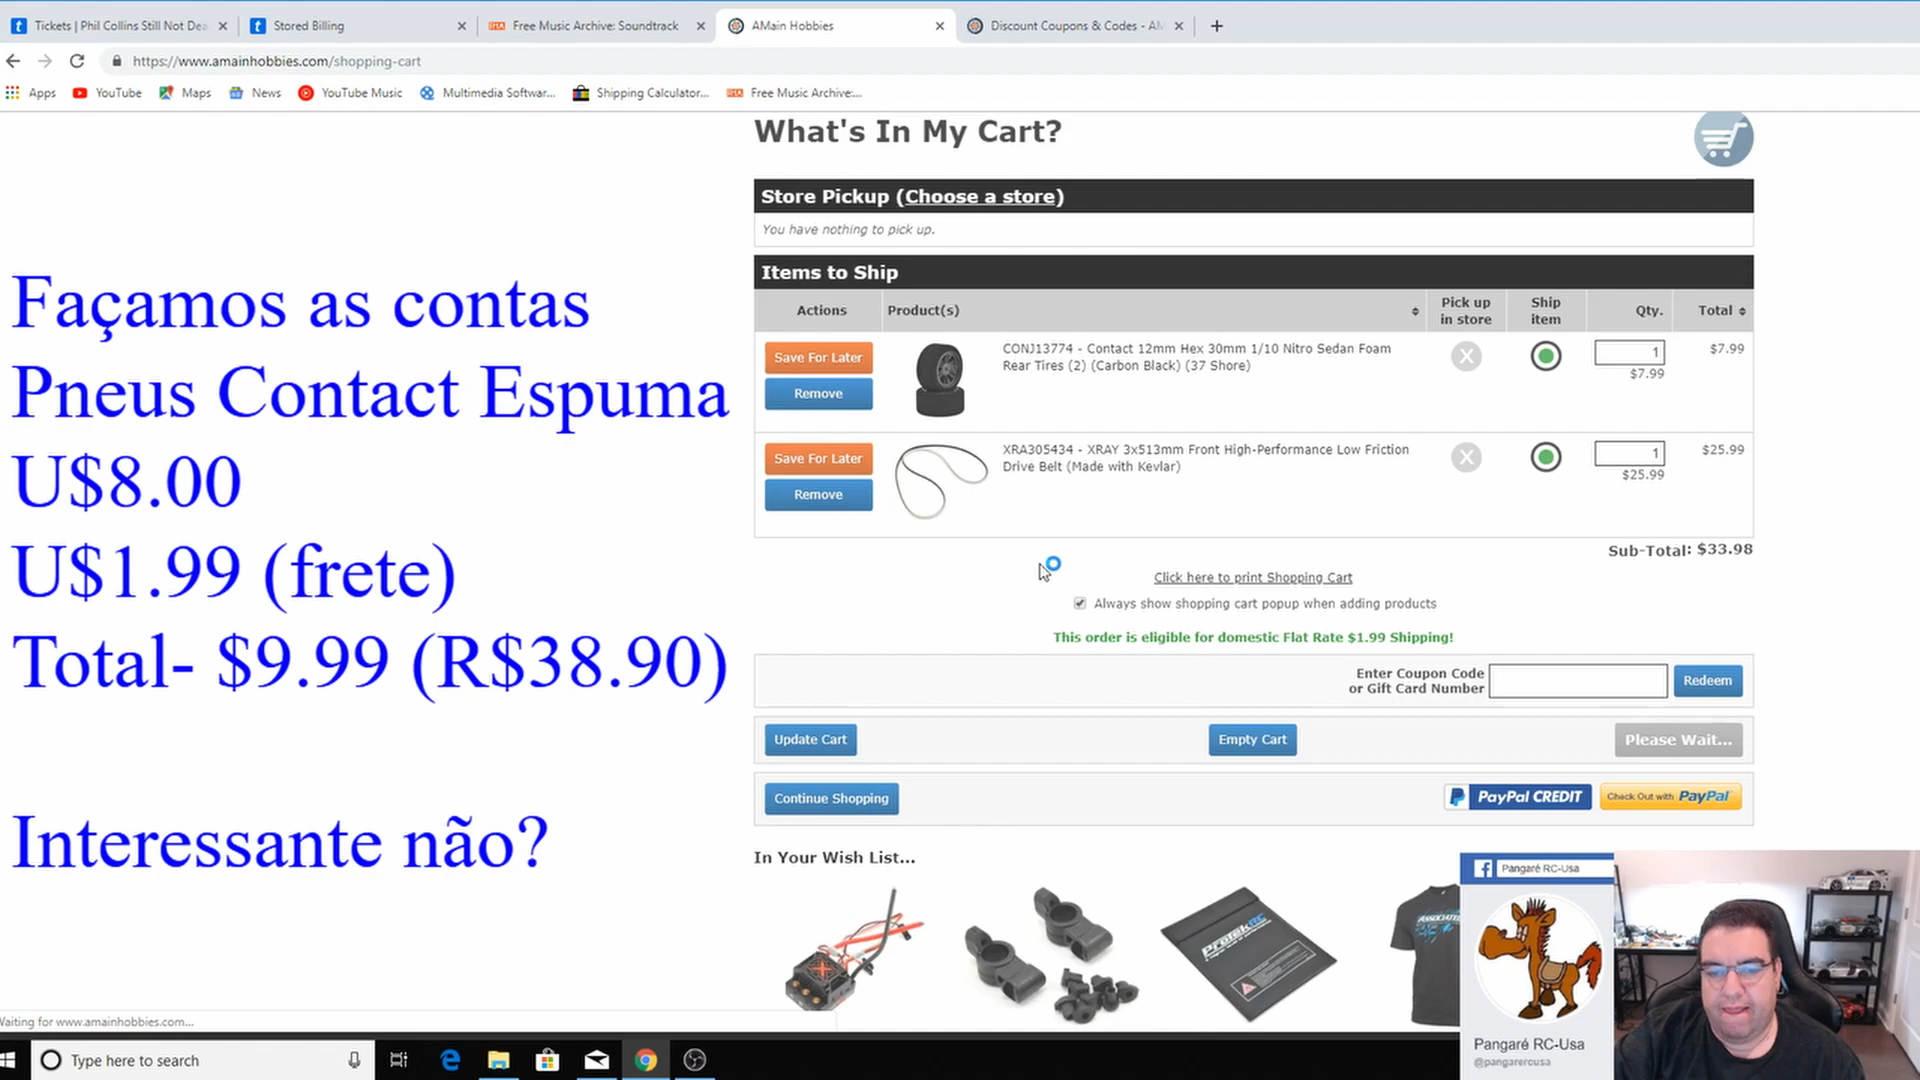 Tickets | Phil Collins Still Not Dea
Stored Billing
Free Music Archive: Soundtrack
AMain Hobbies
Discount Coupons & Codes - AM
https://www.amainhobbies.com/shopping-cart
Apps
YouTube
Maps
News
YouTube Music
Multimedia Softwar...
Shipping Calculator...
Free Music Archive:...
What's In My Cart?
Store Pickup (Choose a store)
You have nothing to pick up.
Items to Ship
Actions
Product(s)
Pick up
in store
Ship
item
Qty.
Total
Save For Later
Remove
CONJ13774 - Contact 12mm Hex 30mm 1/10 Nitro Sedan Foam
Rear Tires (2) (Carbon Black) (37 Shore)
1
$7.99
$7.99
Save For Later
Remove
XRA305434 - XRAY 3x513mm Front High-Performance Low Friction
Drive Belt (Made with Kevlar)
1
$25.99
$25.99
Sub-Total: $33.98
Click here to print Shopping Cart
Always show shopping cart popup when adding products
This order is eligible for domestic Flat Rate $1.99 Shipping!
Enter Coupon Code
or Gift Card Number
Redeem
Update Cart
Empty Cart
Please Wait...
Continue Shopping
PayPal CREDIT
Check Out with PayPal
In Your Wish List...
Façamos as contas
Pneus Contact Espuma
U$8.00
U$1.99 (frete)
Total- $9.99 (R$38.90)
Interessante não?
ProTekRC
ASSOCIATED
Pangaré RC-Usa
Pangaré RC-Usa
@pangarercusa
Waiting for www.amainhobbies.com...
Type here to search